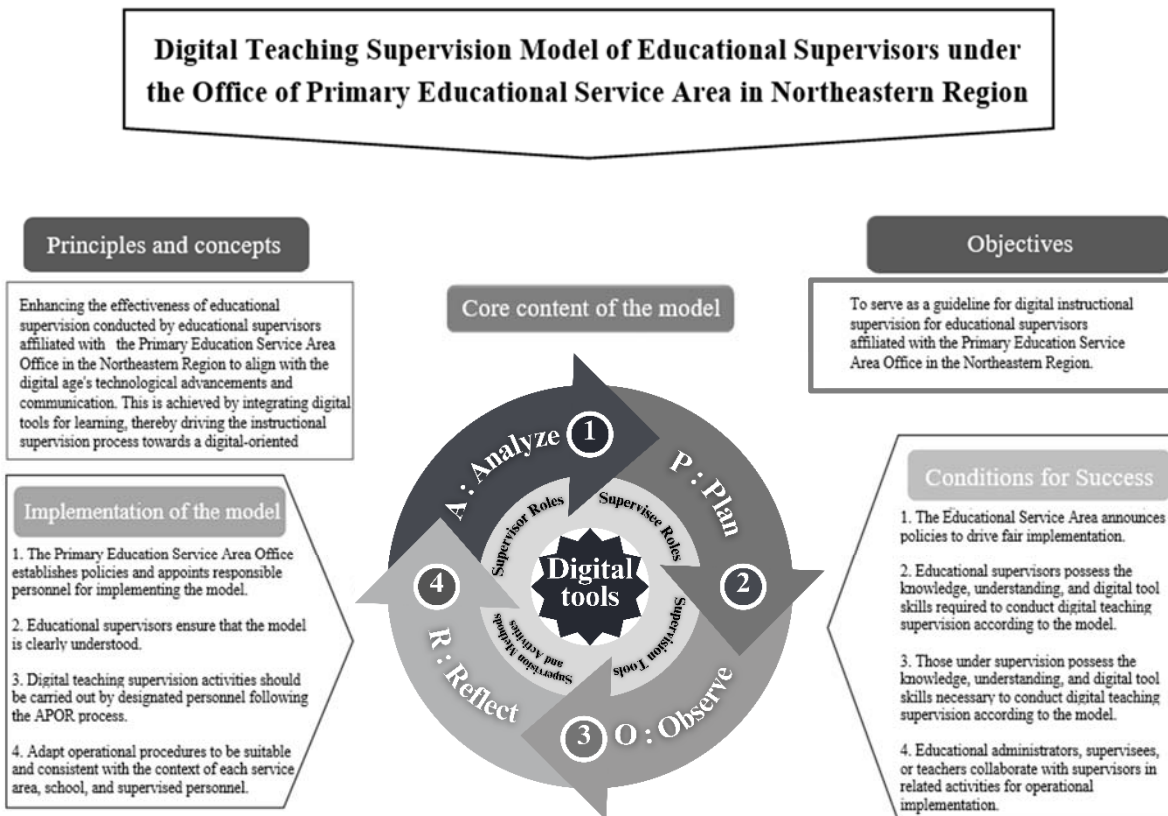 Digital Teaching Supervision Model of Educational Supervisors under
the Office of Primary Educational Service Area in Northeastern Region
Principles and concepts
Enhancing the effectiveness of educational
supervision conducted by educational supervisors
affiliated with the Primary Education Service Area
Office in the Northeastern Region to align with the
digital age's technological advancements and
communication. This is achieved by integrating digital
tools for learning, thereby driving the instructional
supervision process towards a digital-oriented
Implementation of the model
1. The Primary Education Service Area Office
establishes policies and appoints responsible
personnel for implementing the model.
2. Educational supervisors ensure that the model
is clearly understood.
3. Digital teaching supervision activities should
be carried out by designated personnel following
the APOR process.
4. Adapt operational procedures to be suitable
and consistent with the context of each service
area, school, and supervised personnel.
Core content of the model
A : Analyze
1
P : Plan
2
O : Observe
3
R : Reflect
4
Supervisor Roles
Supervisee Roles
Supervision Tools
Supervision Methods
and Activities
Digital
tools
Objectives
To serve as a guideline for digital instructional
supervision for educational supervisors
affiliated with the Primary Education Service
Area Office in the Northeastern Region.
Conditions for Success
1. The Educational Service Area announces
policies to drive fair implementation.
2. Educational supervisors possess the
knowledge, understanding, and digital tool
skills required to conduct digital teaching
supervision according to the model.
3. Those under supervision possess the
knowledge, understanding, and digital tool
skills necessary to conduct digital teaching
supervision according to the model.
4. Educational administrators, supervisees,
or teachers collaborate with supervisors in
related activities for operational
implementation.